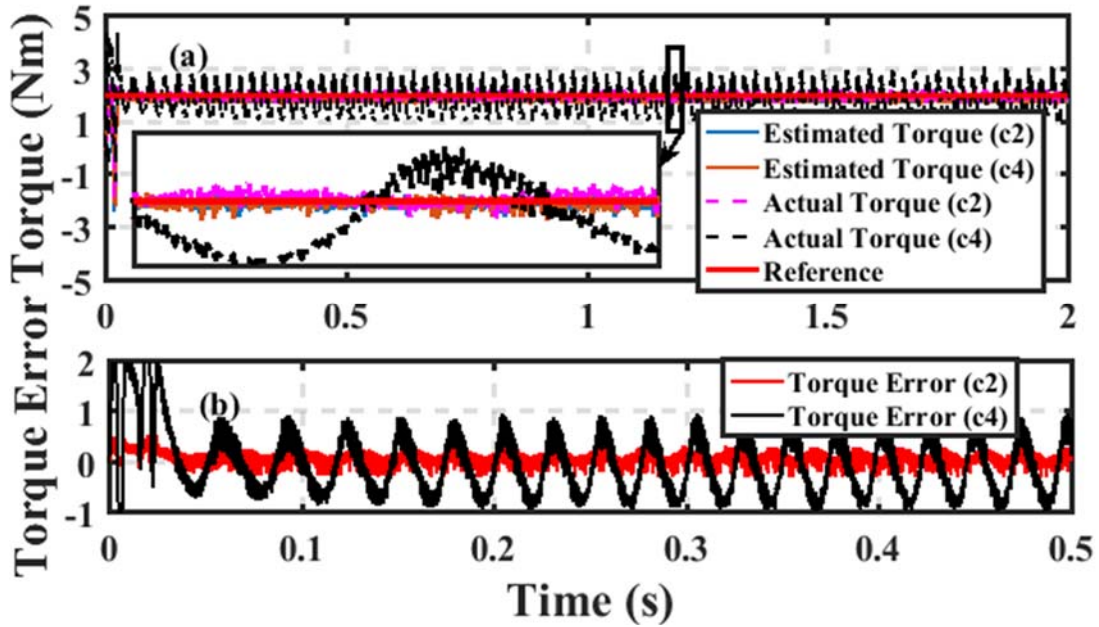 Torque Error Torque (Nm)
5
3
1
-1
-3
-5
(a)
Estimated Torque (c2)
Estimated Torque (c4)
Actual Torque (c2)
Actual Torque (c4)
Reference
0 0.5 1 1.5 2
2
1
0
-1
(b)
Torque Error (c2)
Torque Error (c4)
0 0.1 0.2 0.3 0.4 0.5
Time (s)